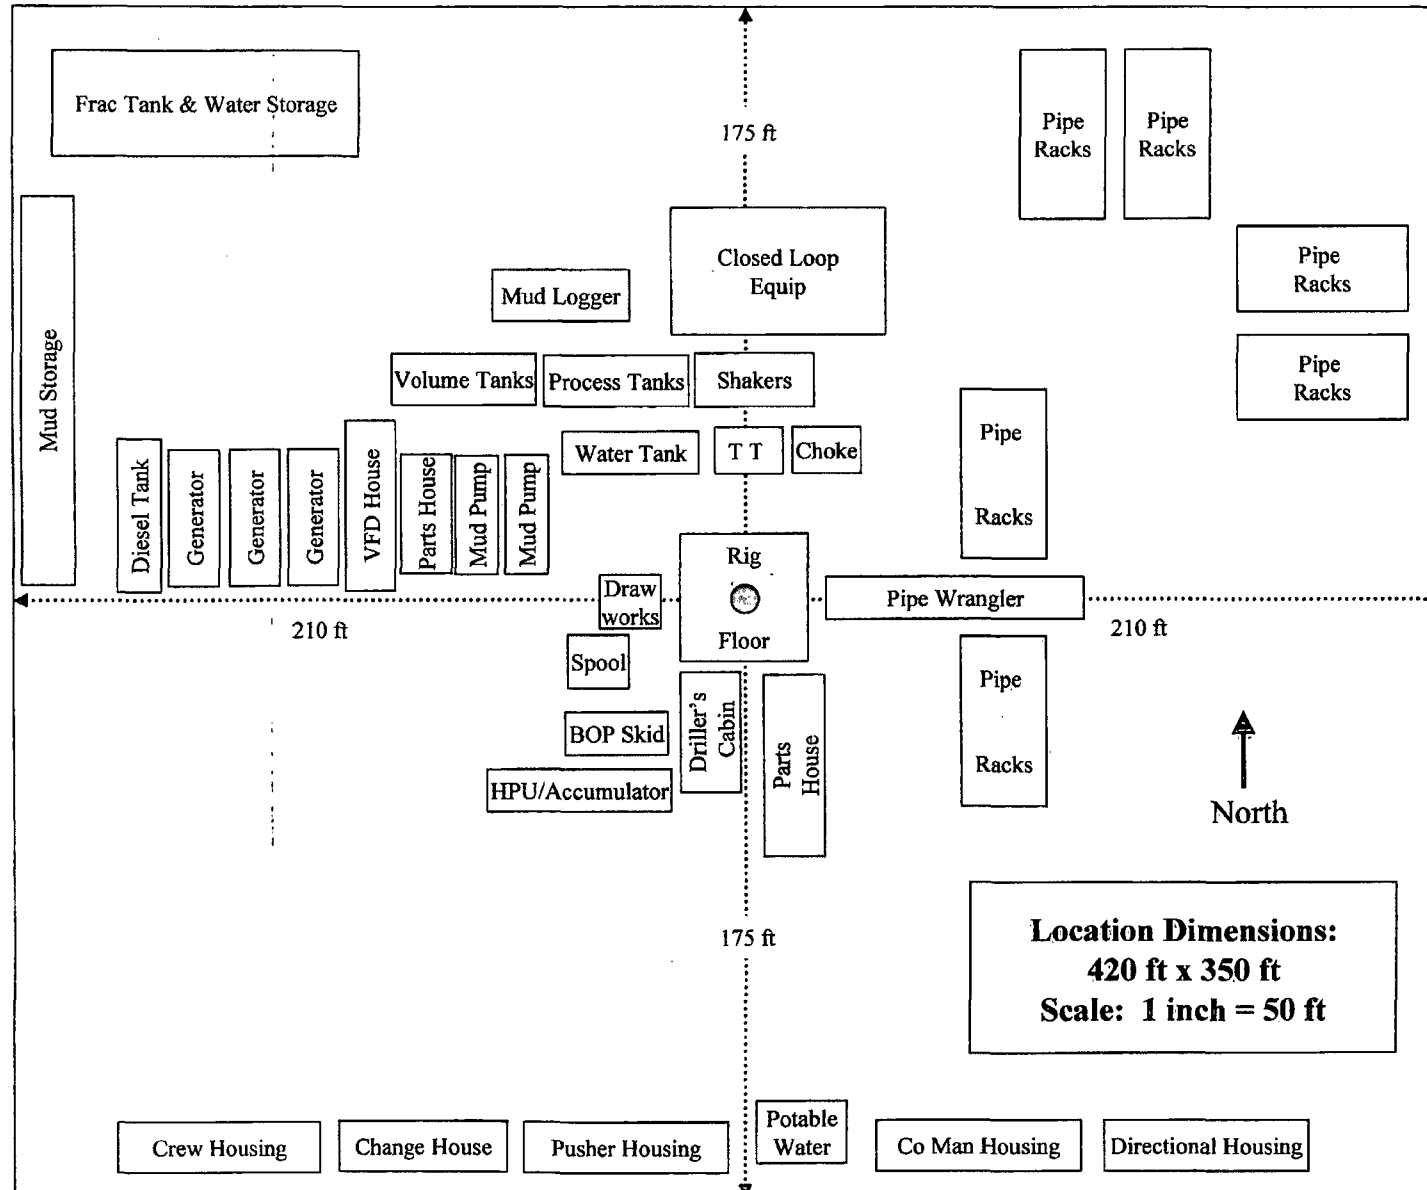 Frac Tank & Water Storage
175 ft
Pipe
Racks
Pipe
Racks
Closed Loop
Equip
Pipe
Racks
Mud Logger
Mud Storage
Volume Tanks
Process Tanks
Shakers
Pipe
Racks
Water Tank
T T
Choke
Pipe
Racks
Diesel Tank
Generator
Generator
Generator
VFD House
Parts House
Mud Pump
Mud Pump
Rig
Floor
Draw
works
Pipe Wrangler
210 ft
210 ft
Spool
Driller's
Cabin
Parts
House
Pipe
Racks
BOP Skid
HPU/Accumulator
North
Location Dimensions:
420 ft x 350 ft
Scale: 1 inch = 50 ft
175 ft
Crew Housing
Change House
Pusher Housing
Potable
Water
Co Man Housing
Directional Housing